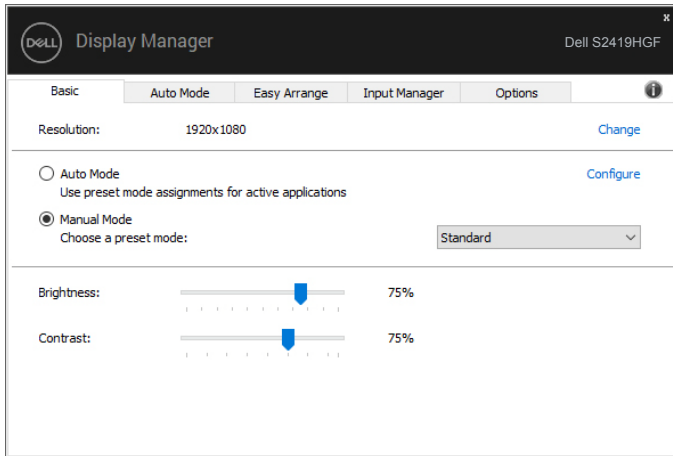 x
DELL Display Manager Dell S2419HGF
Basic Auto Mode Easy Arrange Input Manager Options i
Resolution: 1920x1080 Change
Auto Mode Configure
Use preset mode assignments for active applications
Manual Mode
Choose a preset mode: Standard
Brightness: 75%
Contrast: 75%